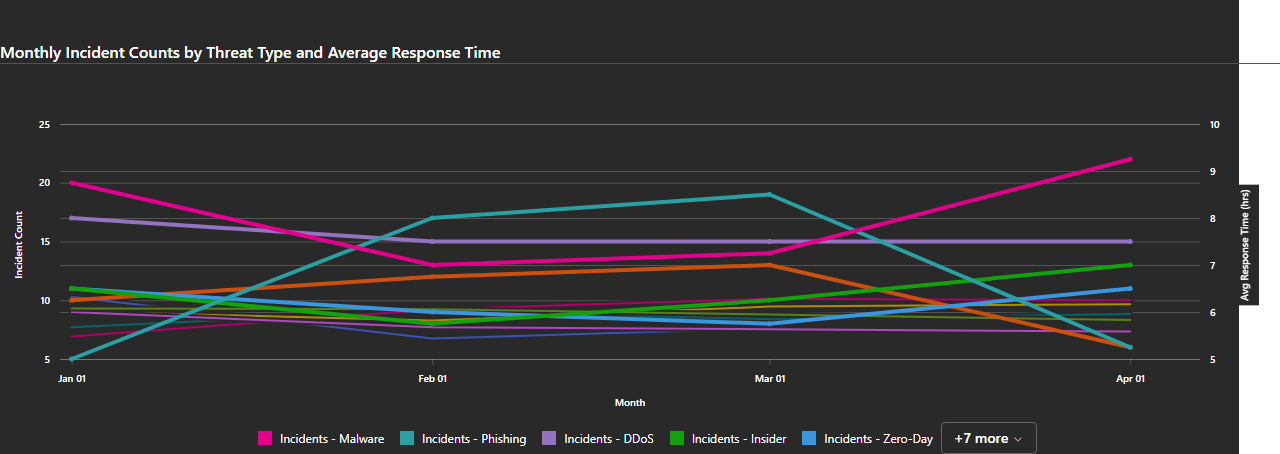 Monthly Incident Counts by Threat Type and Average Response Time
25
20
15
10
5
Incident Count
10
9
8
7
6
5
Avg Response Time (hrs)
Jan 01
Feb 01
Mar 01
Apr 01
Month
Incidents - Malware
Incidents - Phishing
Incidents - DDoS
Incidents - Insider
Incidents - Zero-Day
+7 more